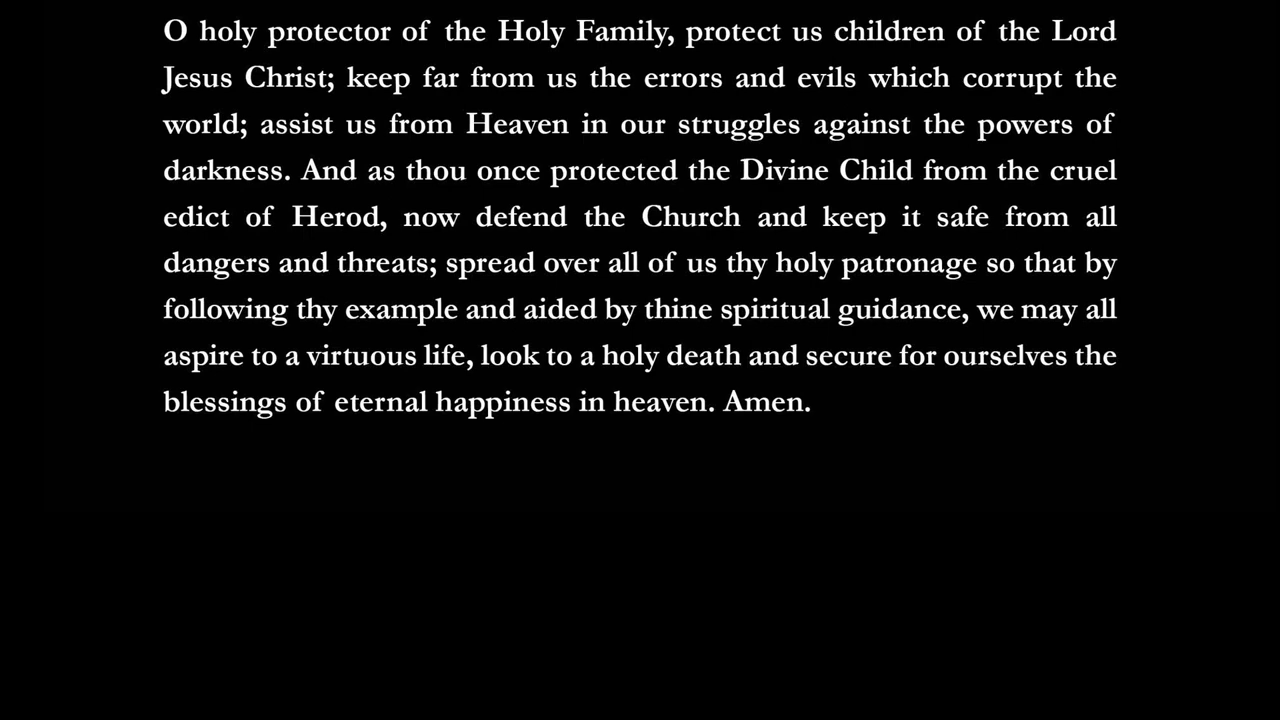 O holy protector of the Holy Family, protect us children of the Lord
Jesus Christ; keep far from us the errors and evils which corrupt the
world; assist us from Heaven in our struggles against the powers of
darkness. And as thou once protected the Divine Child from the cruel
edict of Herod, now defend the Church and keep it safe from all
dangers and threats; spread over all of us thy holy patronage so that by
following thy example and aided by thine spiritual guidance, we may all
aspire to a virtuous life, look to a holy death and secure for ourselves the
blessings of eternal happiness in heaven. Amen.